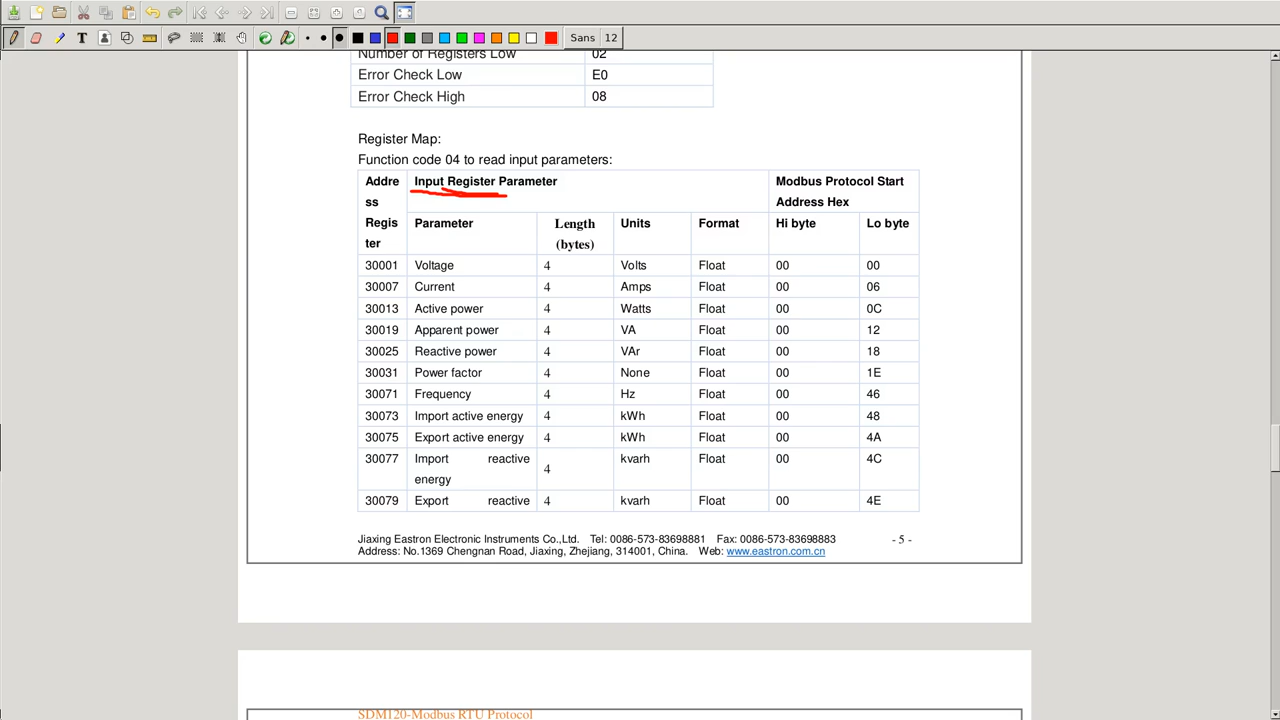 Sans 12
Number of Registers Low 02
Error Check Low E0
Error Check High 08
Register Map:
Function code 04 to read input parameters:
Addre Input Register Parameter Modbus Protocol Start
ss Address Hex
Regis Parameter Length Units Format Hi byte Lo byte
ter (bytes)
30001 Voltage 4 Volts Float 00 00
30007 Current 4 Amps Float 00 06
30013 Active power 4 Watts Float 00 0C
30019 Apparent power 4 VA Float 00 12
30025 Reactive power 4 VAr Float 00 18
30031 Power factor 4 None Float 00 1E
30071 Frequency 4 Hz Float 00 46
30073 Import active energy 4 kWh Float 00 48
30075 Export active energy 4 kWh Float 00 4A
30077 Import reactive 4 kvarh Float 00 4C
energy
30079 Export reactive 4 kvarh Float 00 4E
Jiaxing Eastron Electronic Instruments Co.,Ltd. Tel: 0086-573-83698881 Fax: 0086-573-83698883 - 5 -
Address: No.1369 Chengnan Road, Jiaxing, Zhejiang, 314001, China. Web: www.eastron.com.cn
SDM120-Modbus RTU Protocol